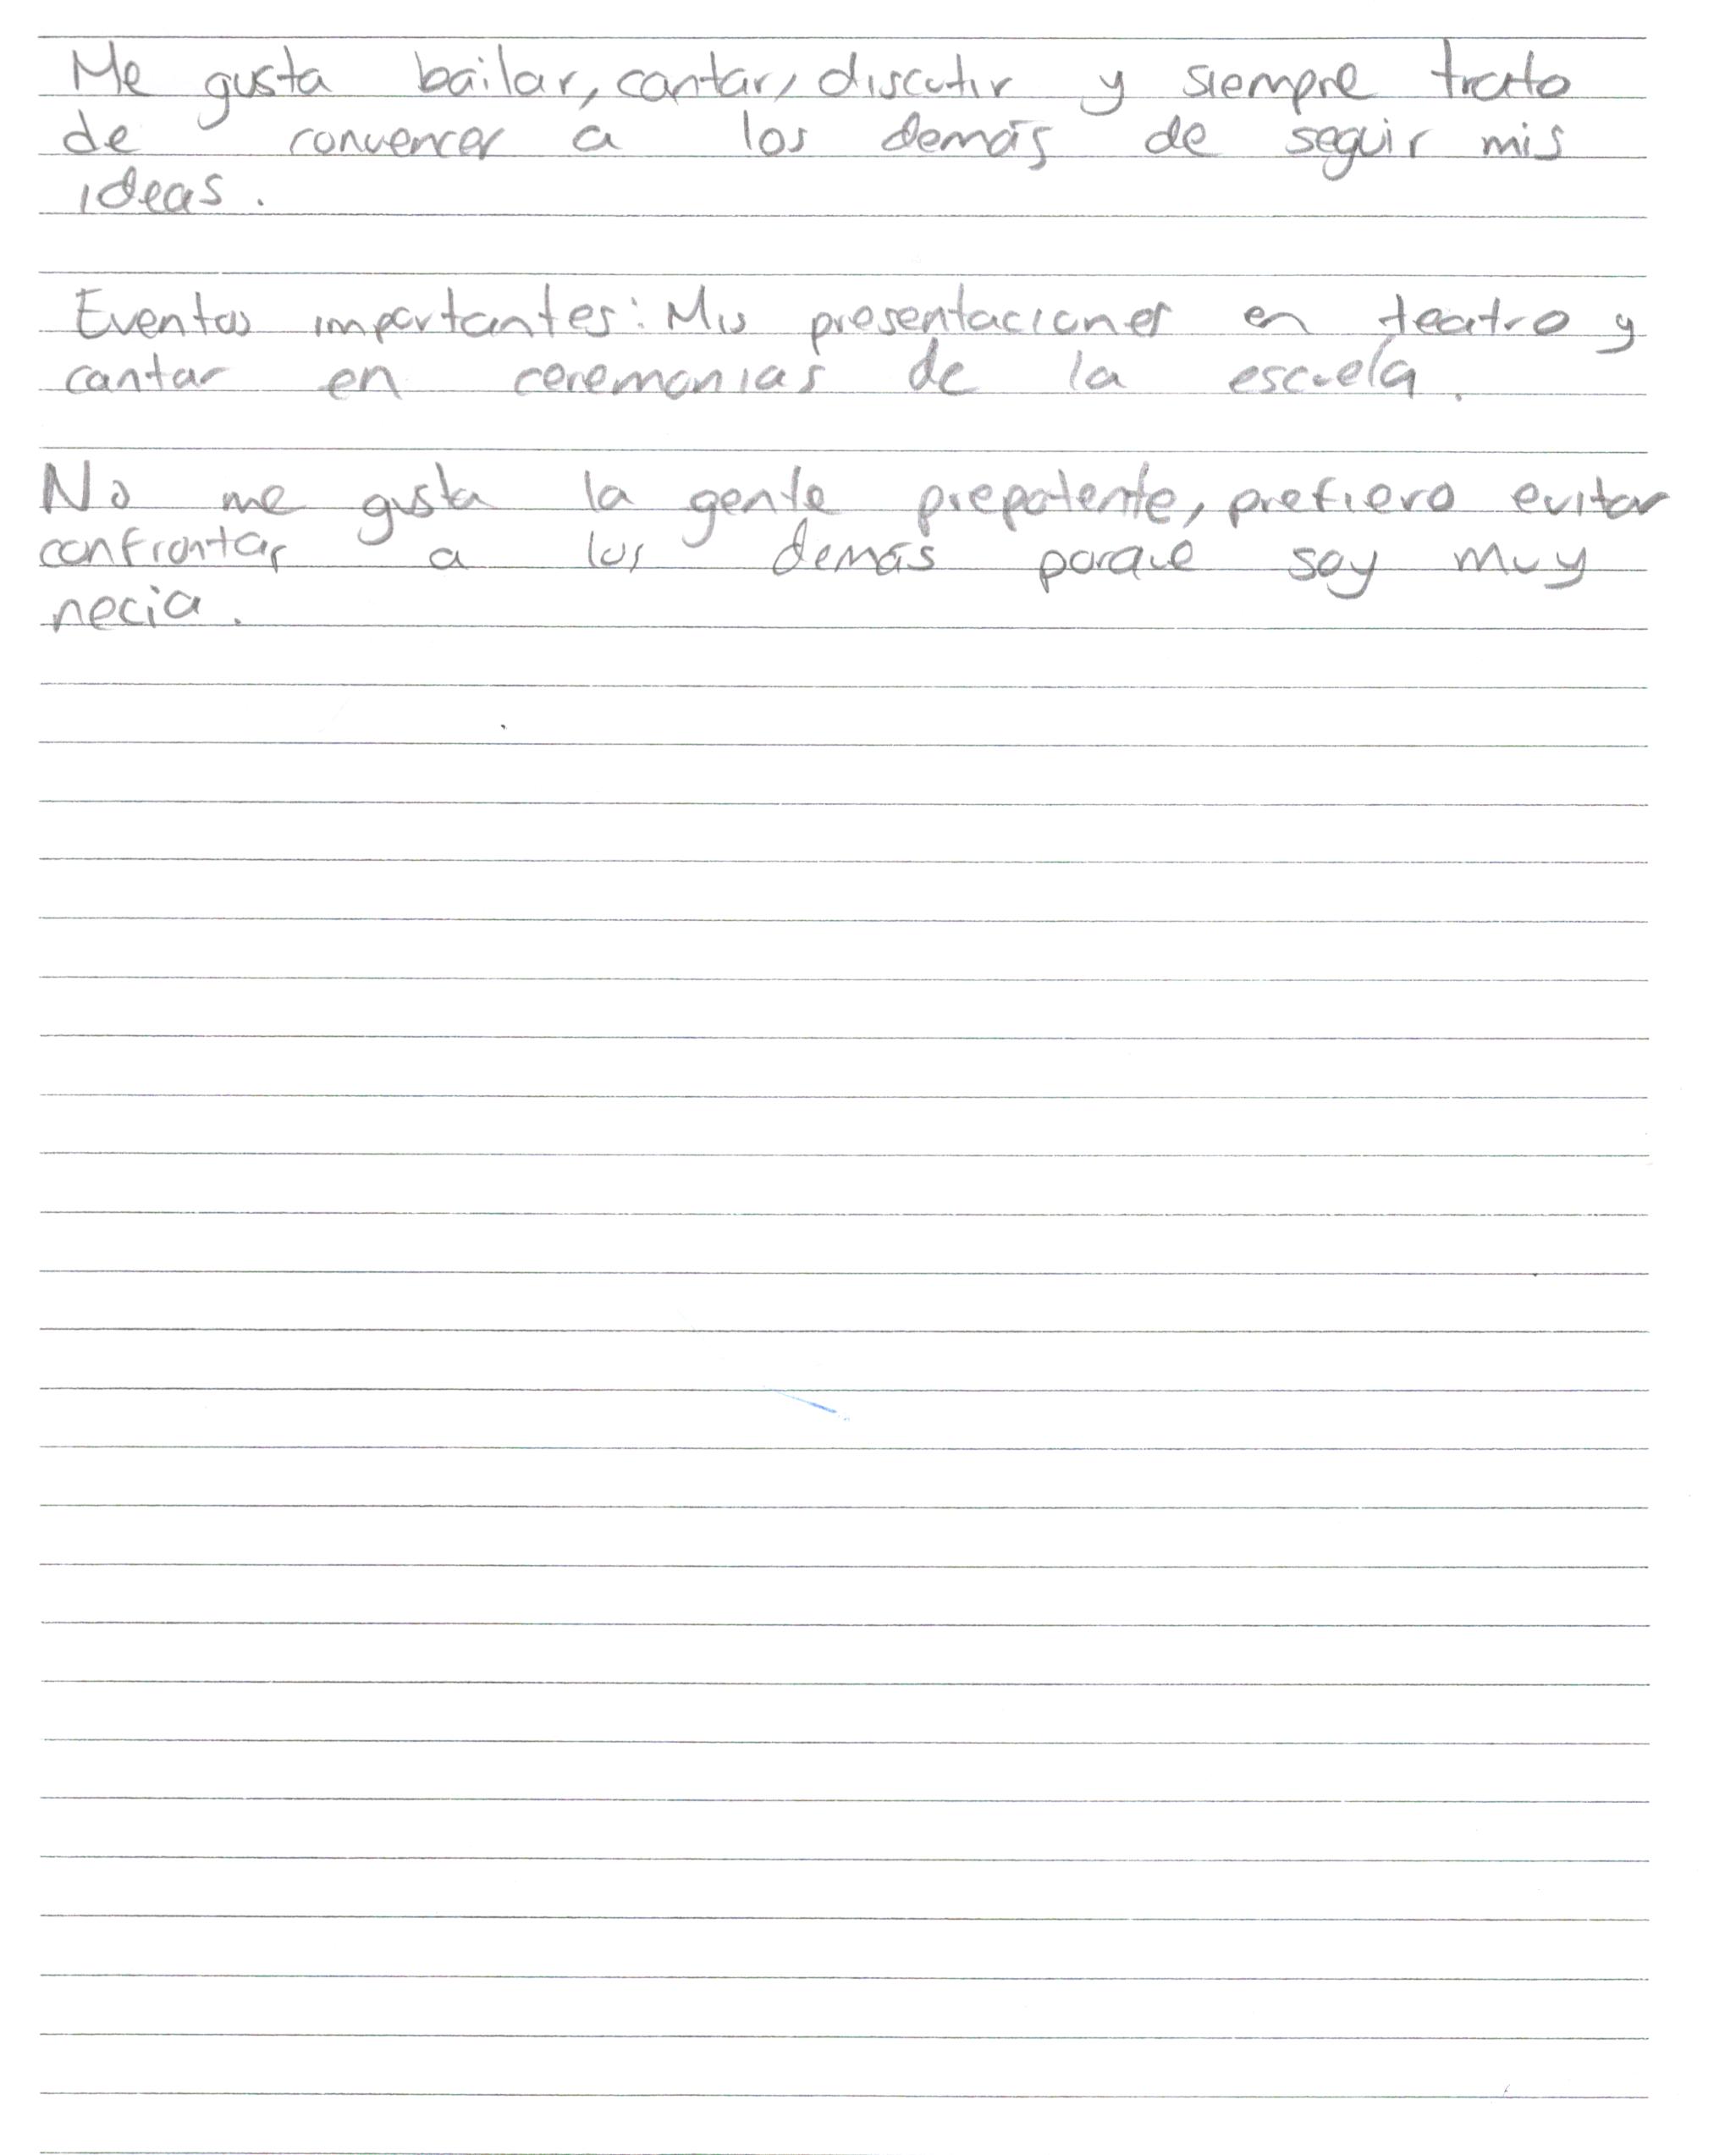 Me gusta bailar, cantar, discutir y siempre trato
de convencer a los demás de seguir mis
ideas.
Eventos importantes: Mis presentaciones en teatro y
cantar en ceremonias de la escuela.
No me gusta la gente prepotente, prefiero evitar
confrontar a los demás porque soy muy
necia.